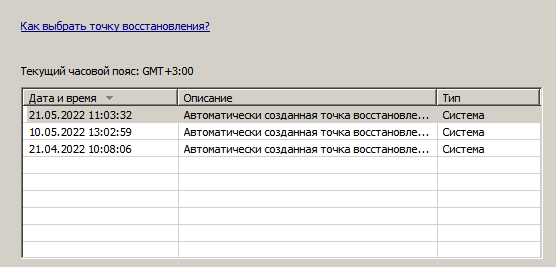 Как выбрать точку восстановления?
Текущий часовой пояс: GMT+3:00
Дата и время Описание Тип
21.05.2022 11:03:32 Автоматически созданная точка восстановле... Система
10.05.2022 13:02:59 Автоматически созданная точка восстановле... Система
21.04.2022 10:08:06 Автоматически созданная точка восстановле... Система